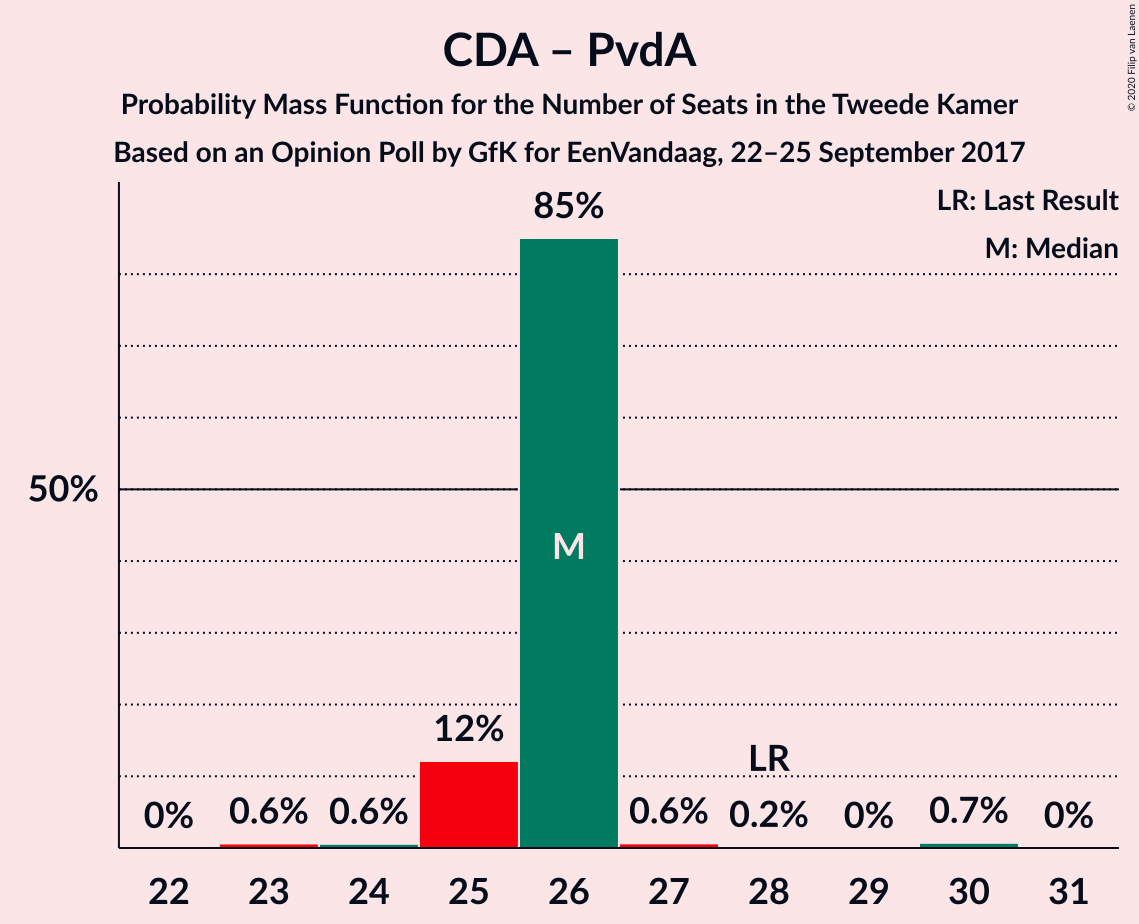 CDA – PvdA
Probability Mass Function for the Number of Seats in the Tweede Kamer
Based on an Opinion Poll by GfK for EenVandaag, 22–25 September 2017
© 2020 Filip van Laenen
LR: Last Result
M: Median
85%
50%
M
12%
LR
0% 0.6% 0.6% 0.6% 0.2% 0% 0.7% 0%
22 23 24 25 26 27 28 29 30 31